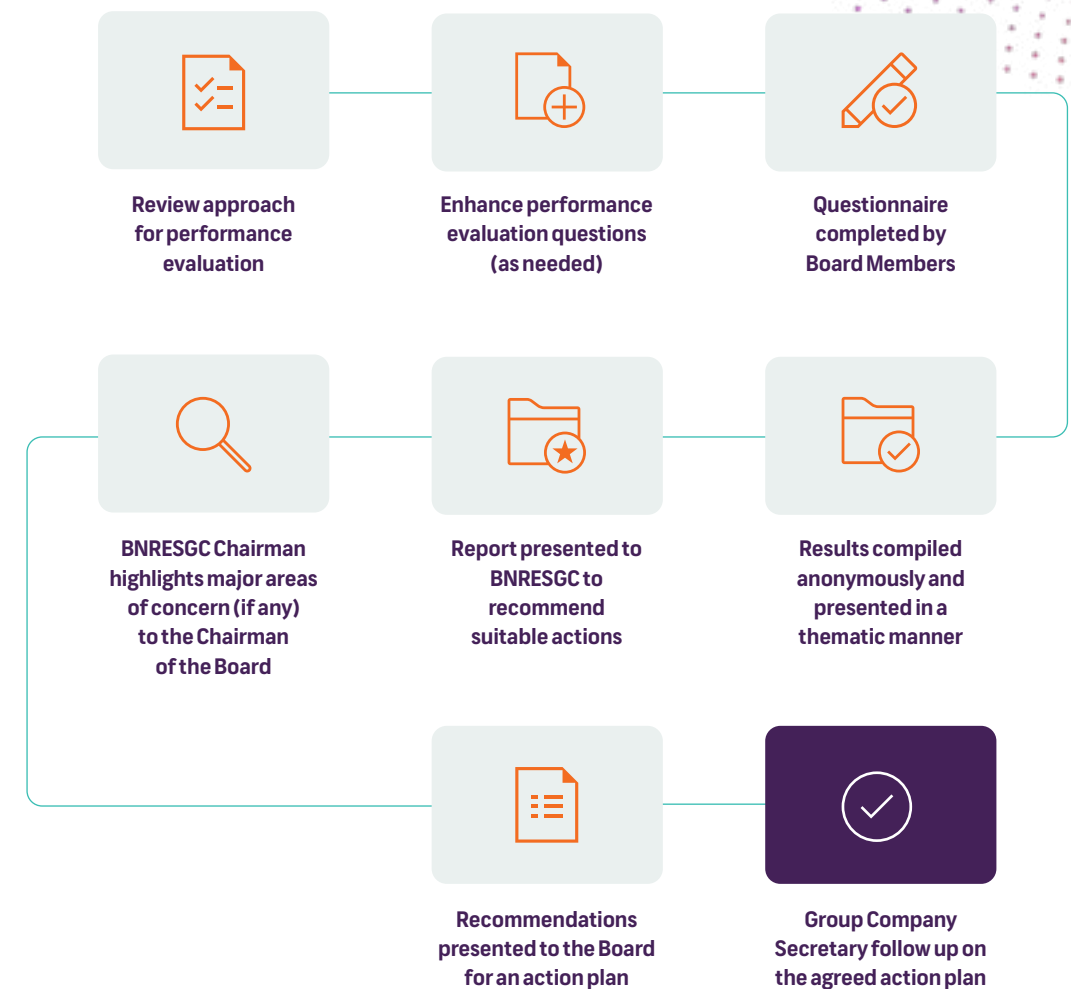 Review approach
for performance
evaluation
Enhance performance
evaluation questions
(as needed)
Questionnaire
completed by
Board Members
Results compiled
anonymously and
presented in a
thematic manner
Report presented to
BNRESGC to
recommend
suitable actions
BNRESGC Chairman
highlights major areas
of concern (if any)
to the Chairman
of the Board
Recommendations
presented to the Board
for an action plan
Group Company
Secretary follow up on
the agreed action plan